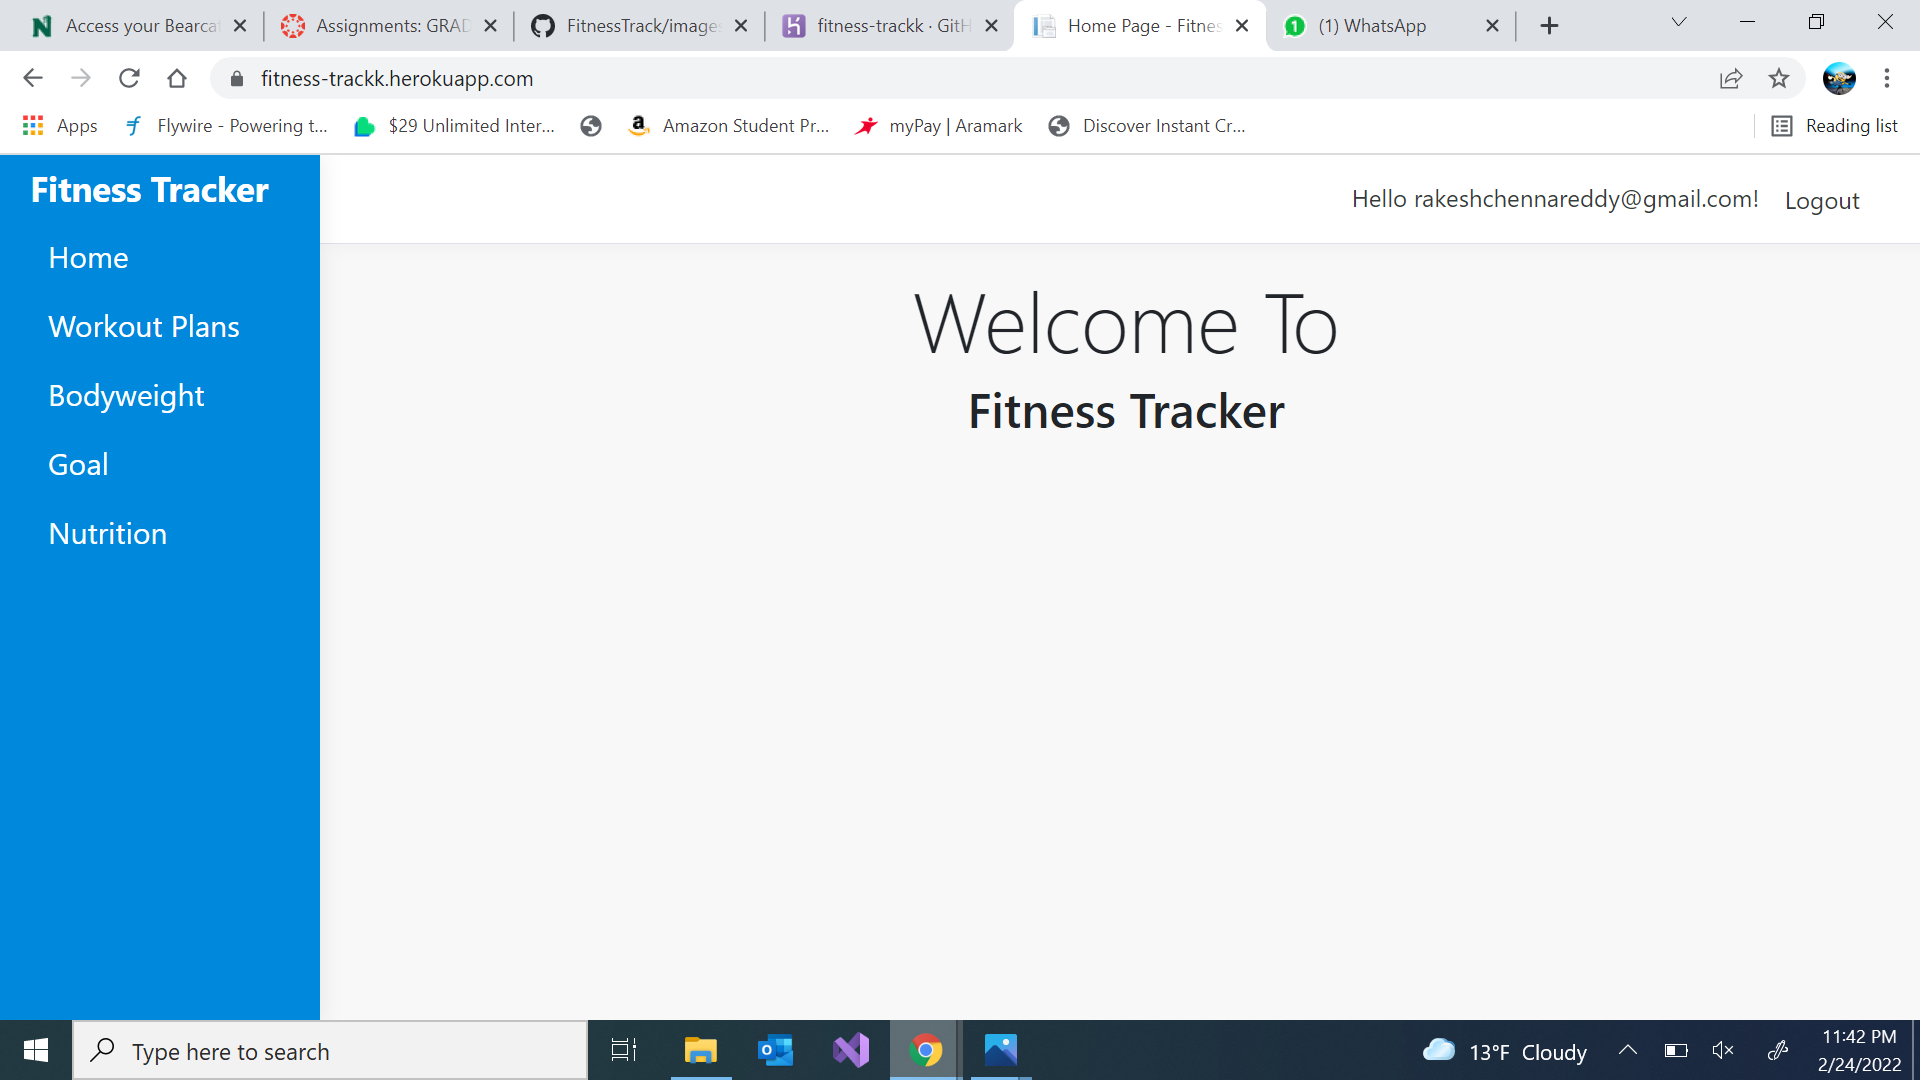 Access your Bearca
Assignments: GRAD
FitnessTrack/images
fitness-trackk · GitH
Home Page - Fitnes
(1) WhatsApp
fitness-trackk.herokuapp.com
Apps
Flywire - Powering t...
$29 Unlimited Inter...
Amazon Student Pr...
myPay | Aramark
Discover Instant Cr...
Reading list
Fitness Tracker
Hello rakeshchennareddy@gmail.com!
Logout
Home
Workout Plans
Bodyweight
Goal
Nutrition
Welcome To
Fitness Tracker
Type here to search
13°F Cloudy
11:42 PM
2/24/2022